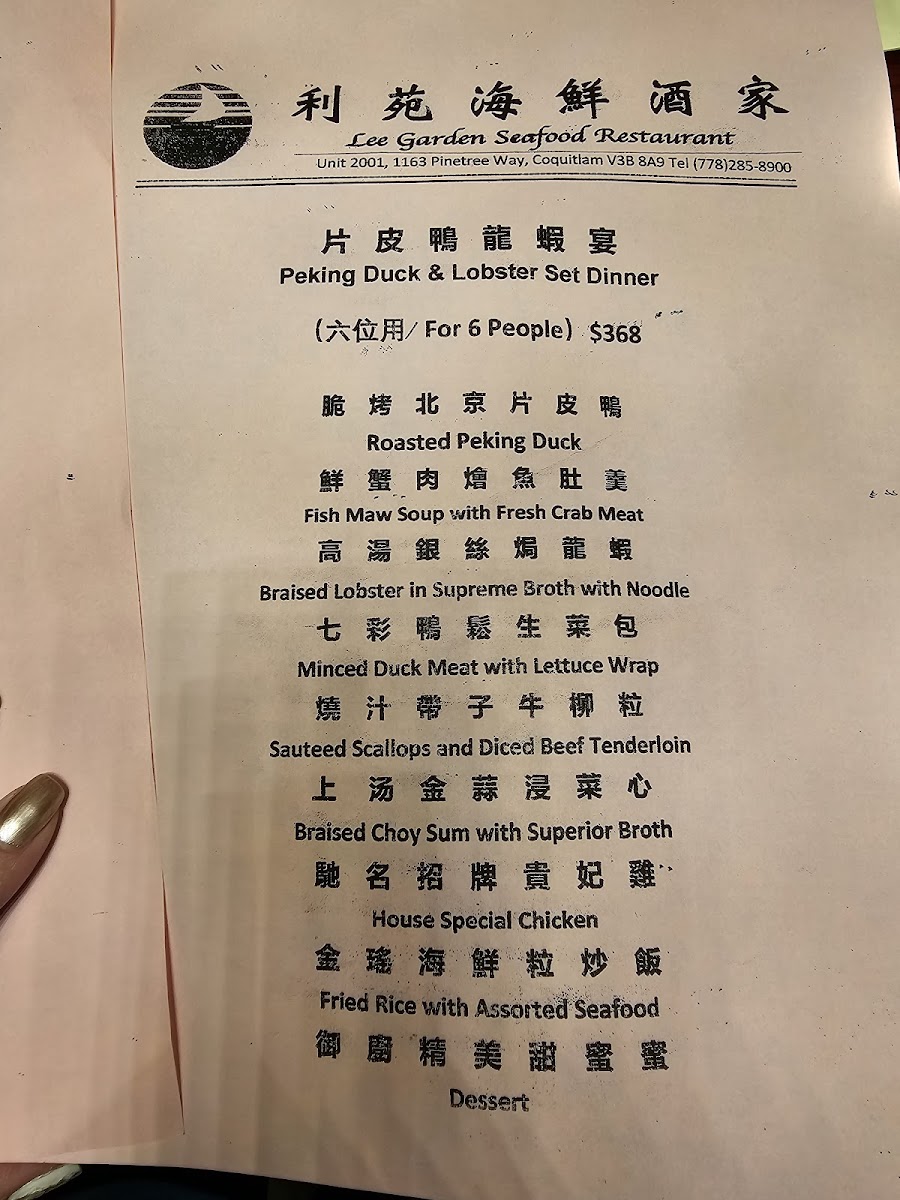 利苑海鮮酒家
Lee Garden Seafood Restaurant
Unit 2001, 1163 Pinetree Way, Coquitlam V3B 8A9 Tel (778)285-8900
片皮鴨龍蝦宴
Peking Duck & Lobster Set Dinner
(六位用/ For 6 People) $368
脆烤北京片皮鴨
Roasted Peking Duck
鮮蟹肉燴魚肚羹
Fish Maw Soup with Fresh Crab Meat
高湯銀絲焗龍蝦
Braised Lobster in Supreme Broth with Noodle
七彩鴨鬆生菜包
Minced Duck Meat with Lettuce Wrap
燒汁帶子牛柳粒
Sauteed Scallops and Diced Beef Tenderloin
上汤金蒜浸菜心
Braised Choy Sum with Superior Broth
馳名招牌貴妃雞
House Special Chicken
金瑤海鮮粒炒飯
Fried Rice with Assorted Seafood
御廚精美甜蜜蜜
Dessert